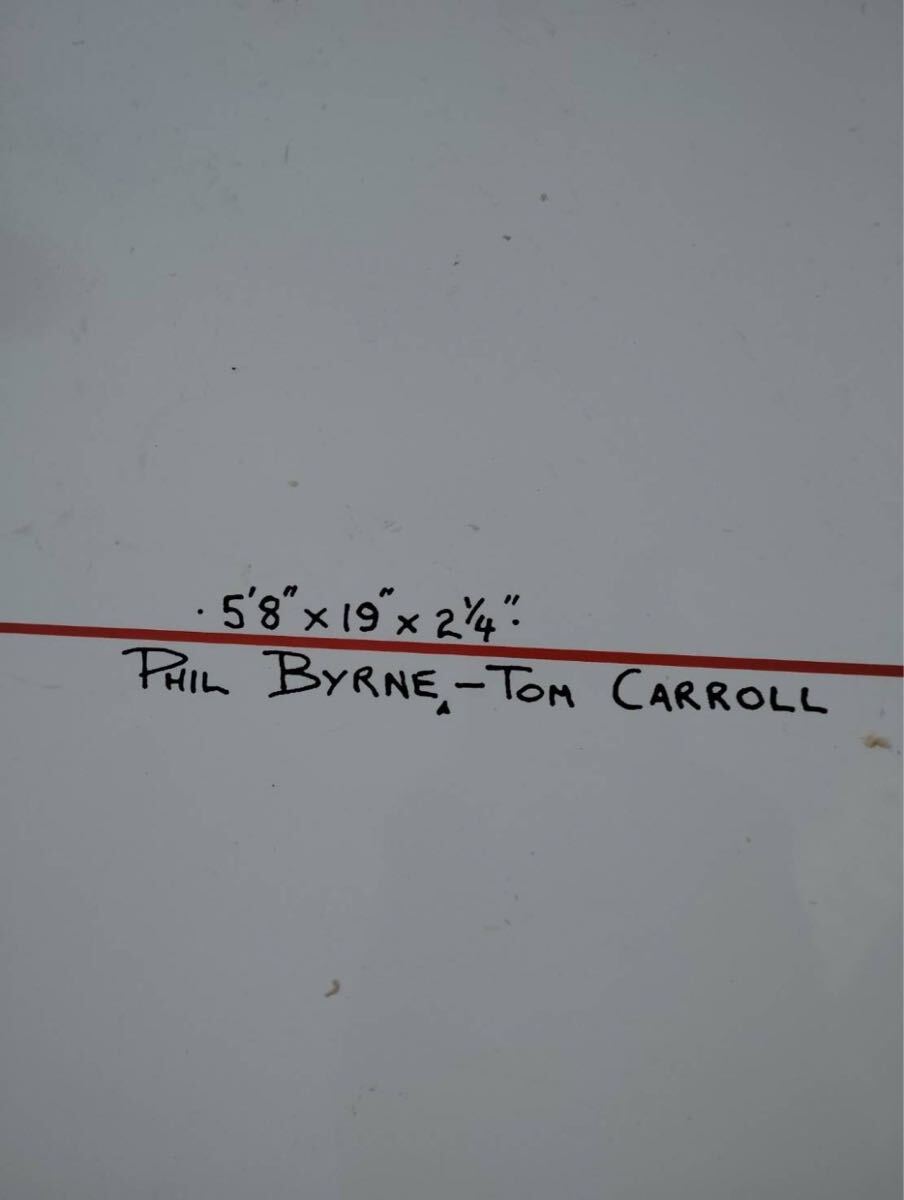 · 5'8" x 19" x 2¼" ·
PHIL BYRNE - TOM CARROLL